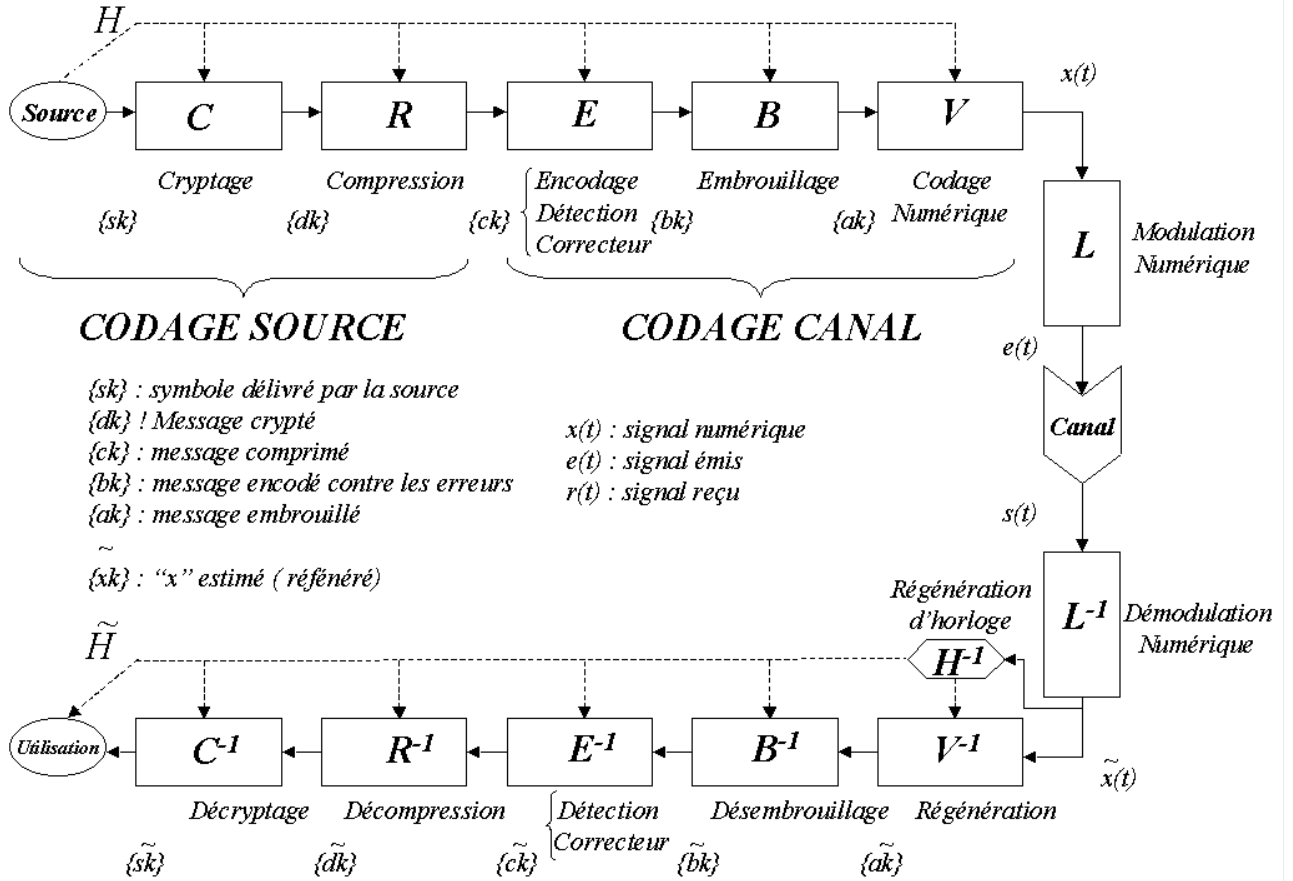 H
Source
C
R
E
B
V
x(t)
Cryptage
Compression
Encodage
Détection
Correcteur
Embrouillage
Codage
Numérique
{sk}
{dk}
{ck}
{bk}
{ak}
L
Modulation
Numérique
CODAGE SOURCE
CODAGE CANAL
e(t)
{sk} : symbole délivré par la source
{dk} ! Message crypté
{ck} : message comprimé
{bk} : message encodé contre les erreurs
{ak} : message embrouillé
x(t) : signal numérique
e(t) : signal émis
r(t) : signal reçu
Canal
s(t)
{x̃k} : “x” estimé ( réfénéré)
Régénération
d’horloge
L⁻¹
Démodulation
Numérique
H̃
H⁻¹
Utilisation
C⁻¹
R⁻¹
E⁻¹
B⁻¹
V⁻¹
x̃(t)
Décryptage
Décompression
Détection
Correcteur
Désembrouillage
Régénération
{s̃k}
{d̃k}
{c̃k}
{b̃k}
{ãk}